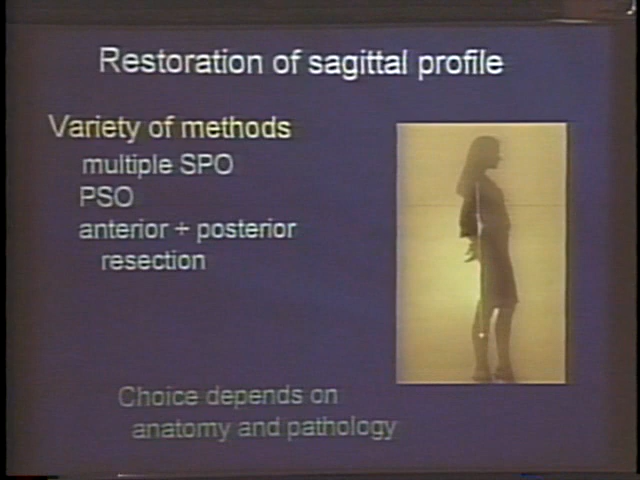 Restoration of sagittal profile
Variety of methods
multiple SPO
PSO
anterior + posterior
resection
Choice depends on
anatomy and pathology